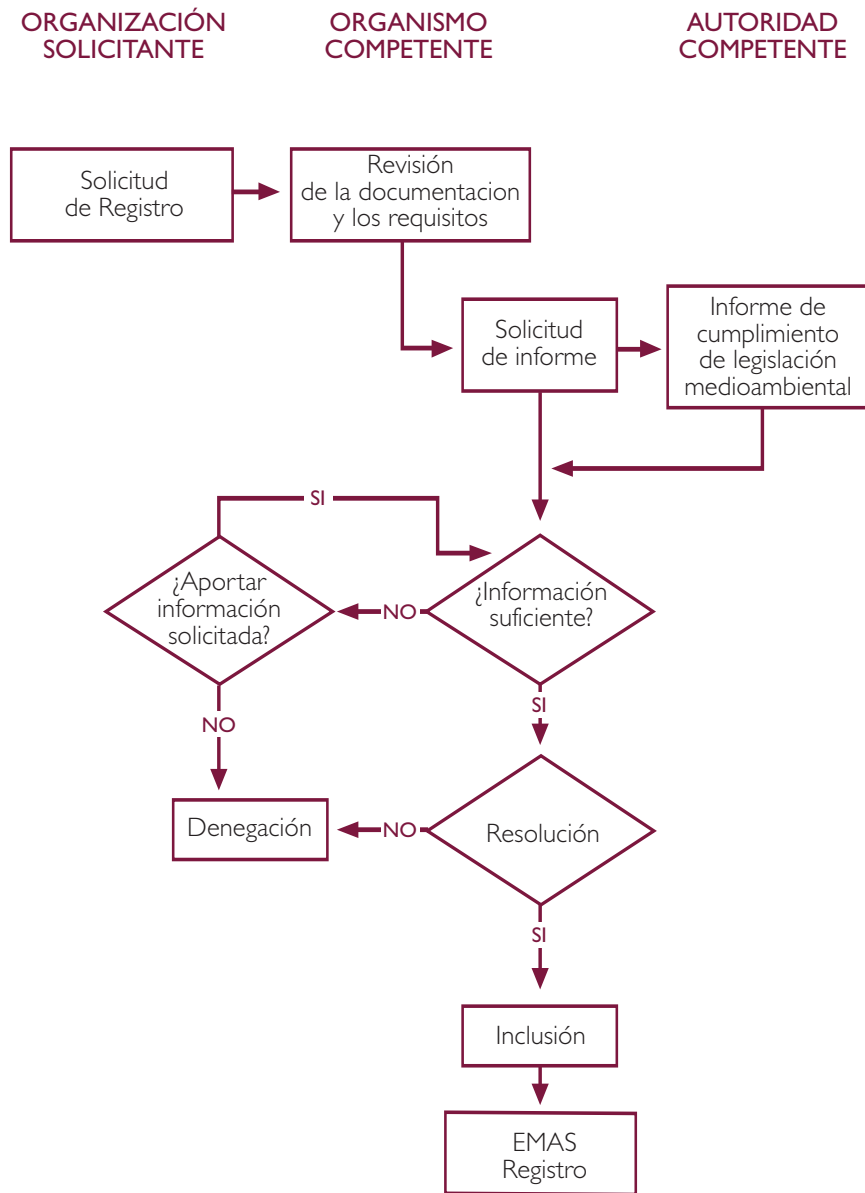 ORGANIZACIÓN
SOLICITANTE
ORGANISMO
COMPETENTE
AUTORIDAD
COMPETENTE
Solicitud
de Registro
Revisión
de la documentacion
y los requisitos
Solicitud
de informe
Informe de
cumplimiento
de legislación
medioambiental
SI
¿Aportar
información
solicitada?
NO
¿Información
suficiente?
NO
SI
Denegación
NO
Resolución
SI
Inclusión
EMAS
Registro